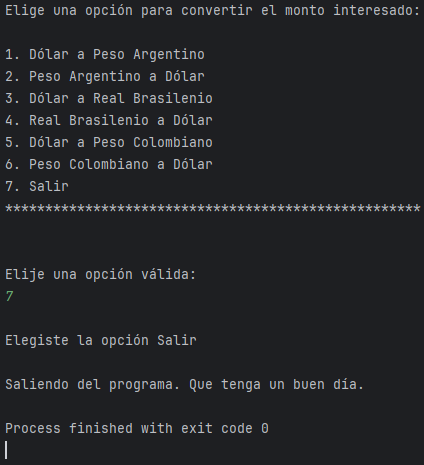 Elige una opción para convertir el monto interesado:
1. Dólar a Peso Argentino
2. Peso Argentino a Dólar
3. Dólar a Real Brasilenio
4. Real Brasilenio a Dólar
5. Dólar a Peso Colombiano
6. Peso Colombiano a Dólar
7. Salir
****************************************************
Elije una opción válida:
7
Elegiste la opción Salir
Saliendo del programa. Que tenga un buen día.
Process finished with exit code 0